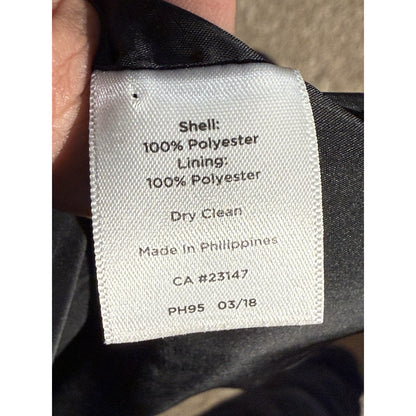 Shell:
100% Polyester
Lining:
100% Polyester
Dry Clean
Made In Philippines
CA #23147
PH95 03/18